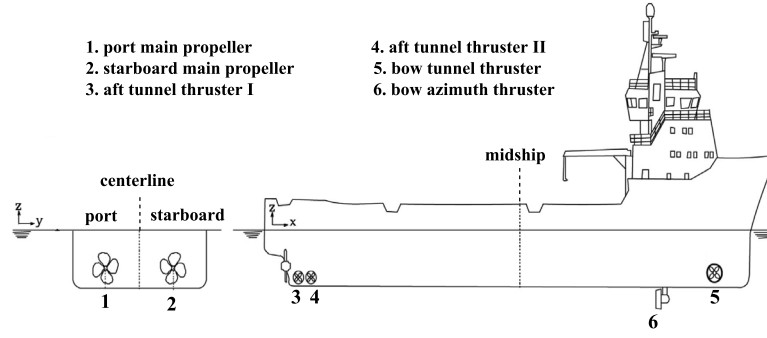 1. port main propeller
2. starboard main propeller
3. aft tunnel thruster I
4. aft tunnel thruster II
5. bow tunnel thruster
6. bow azimuth thruster
midship
centerline
z
y
port
starboard
z
x
1
2
3 4
5
6